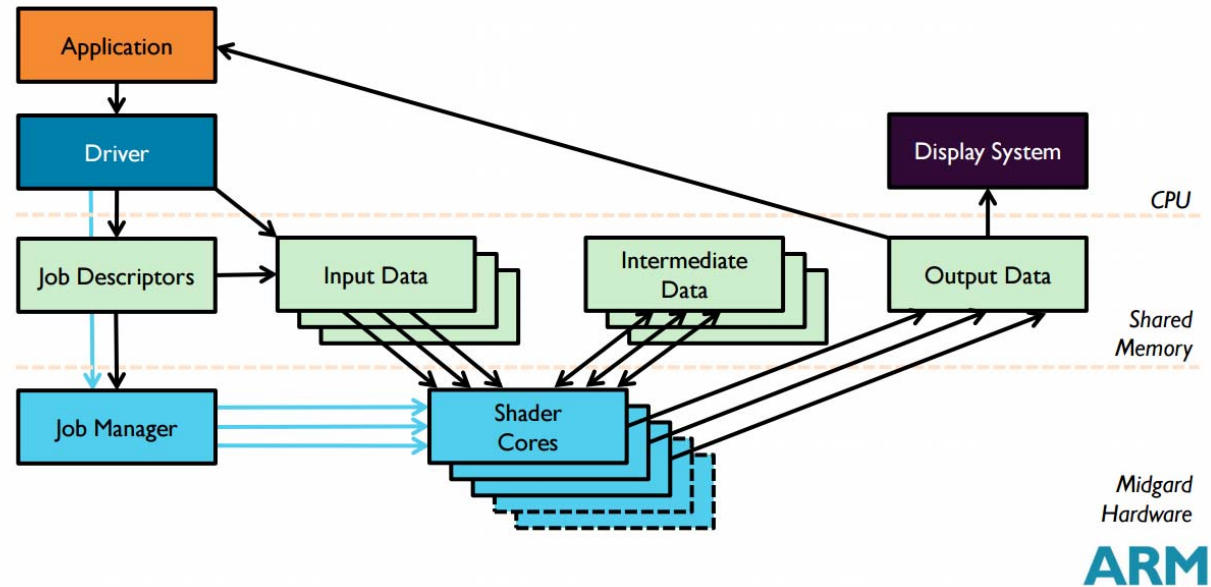 Application
Driver
Display System
CPU
Job Descriptors
Input Data
Intermediate
Data
Output Data
Shared
Memory
Job Manager
Shader
Cores
Midgard
Hardware
ARM